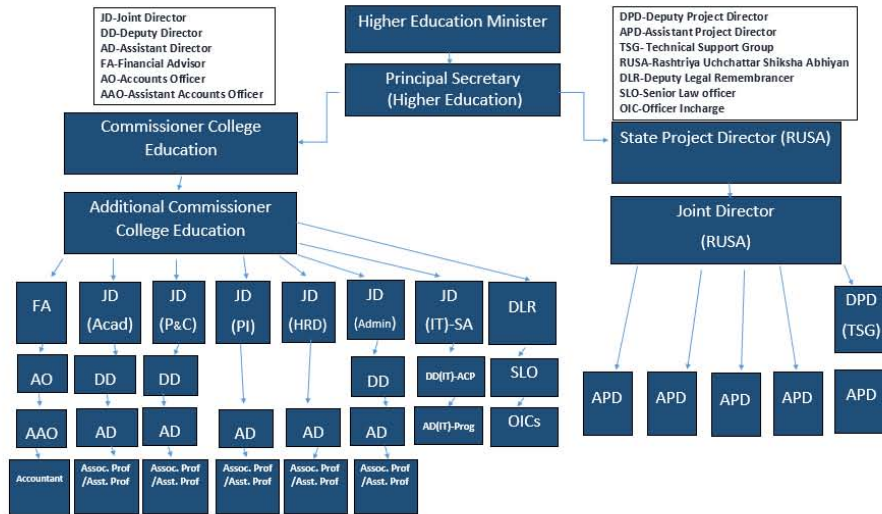 JD-Joint Director
DD-Deputy Director
AD-Assistant Director
FA-Financial Advisor
AO-Accounts Officer
AAO-Assistant Accounts Officer
Higher Education Minister
DPD-Deputy Project Director
APD-Assistant Project Director
TSG- Technical Support Group
RUSA-Rashtriya Uchchattar Shiksha Abhiyan
DLR-Deputy Legal Remembrancer
SLO-Senior Law officer
OIC-Officer Incharge
Principal Secretary
(Higher Education)
Commissioner College
Education
State Project Director (RUSA)
Additional Commissioner
College Education
Joint Director
(RUSA)
FA
JD
(Acad)
JD
(P&C)
JD
(PI)
JD
(HRD)
JD
(Admin)
JD
(IT)-SA
DLR
DPD
(TSG)
AO
DD
DD
DD
DD(IT)-ACP
SLO
APD
APD
APD
APD
APD
AAO
AD
AD
AD
AD
AD
AD(IT)-Prog
OICs
Accountant
Assoc. Prof
/Asst. Prof
Assoc. Prof
/Asst. Prof
Assoc. Prof
/Asst. Prof
Assoc. Prof
/Asst. Prof
Assoc. Prof
/Asst. Prof